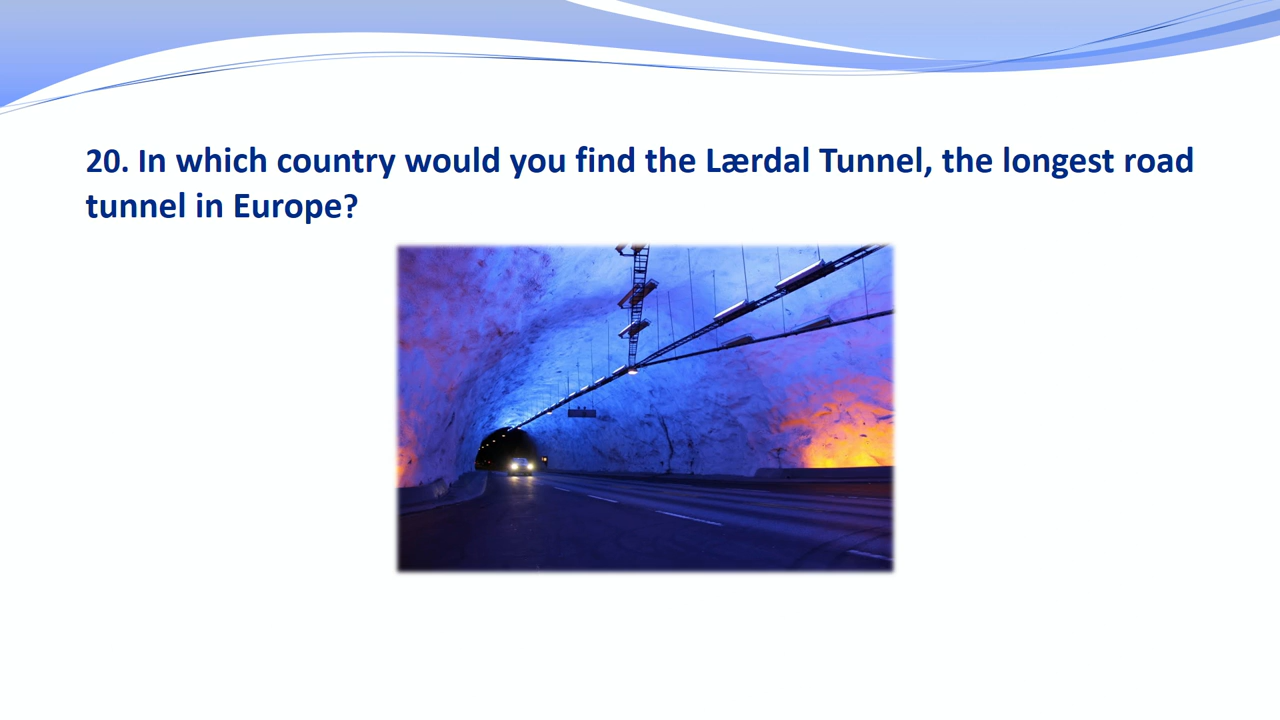 20. In which country would you find the Lærdal Tunnel, the longest road
tunnel in Europe?